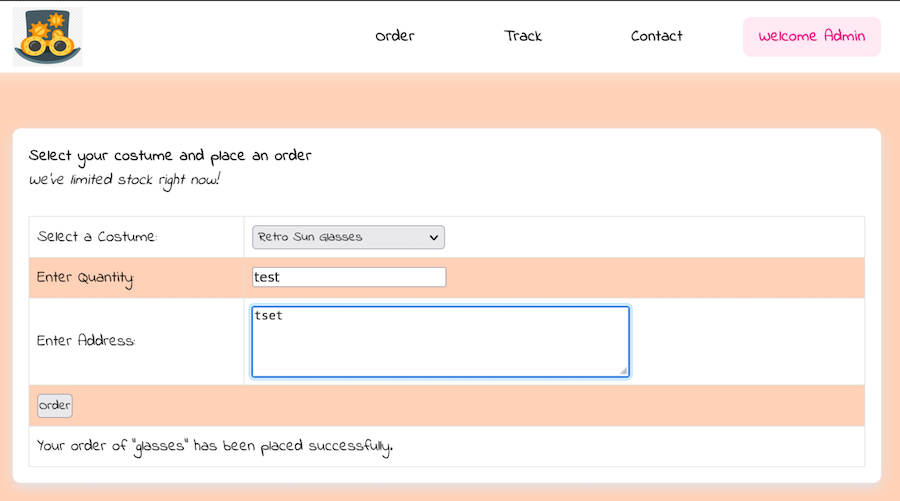 Order Track Contact Welcome Admin
Select your costume and place an order
We've limited stock right now!
Select a Costume: Retro Sun Glasses
Enter Quantity: test
Enter Address: tset
Order
Your order of "glasses" has been placed successfully.